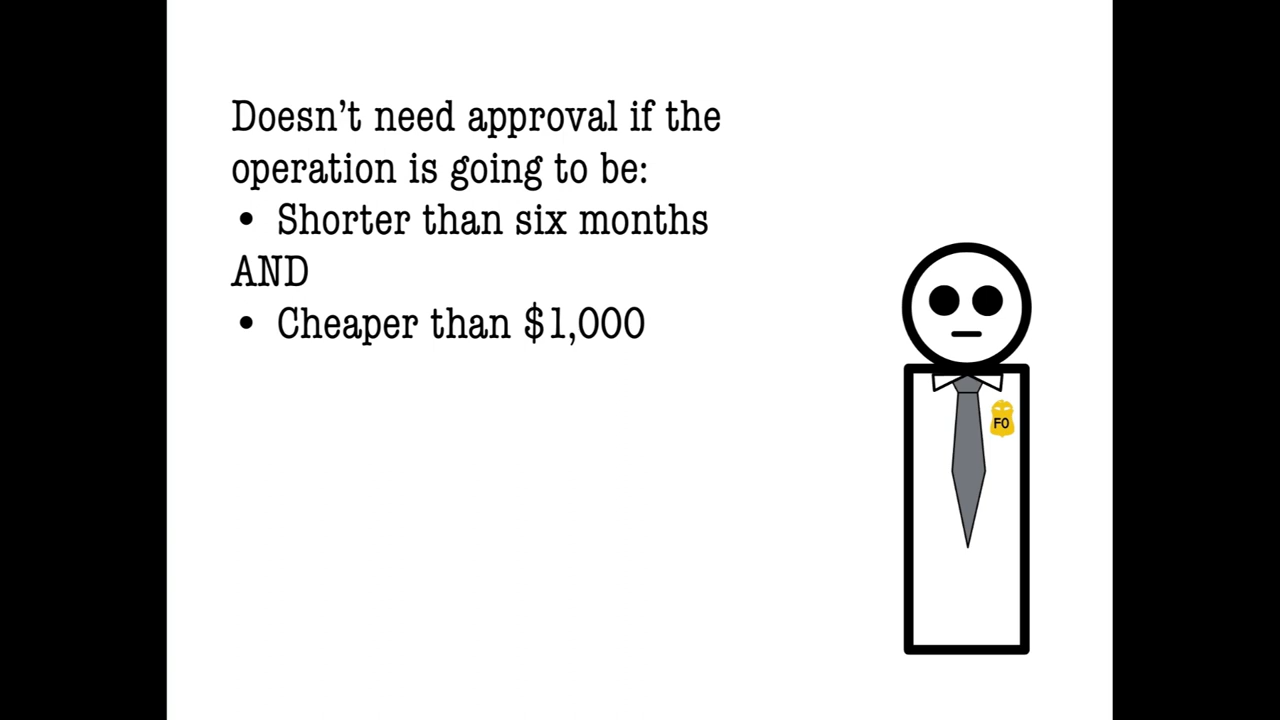 Doesn’t need approval if the
operation is going to be:
• Shorter than six months
AND
• Cheaper than $1,000
FO